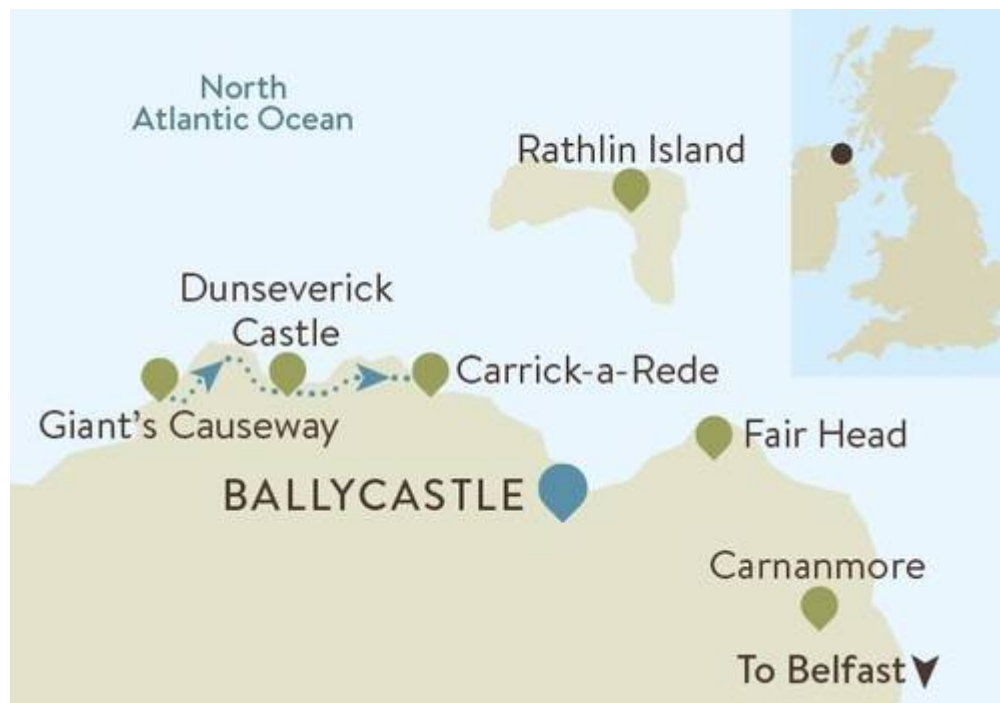 North
Atlantic Ocean
Rathlin Island
Dunseverick
Castle
Carrick-a-Rede
Giant's Causeway
Fair Head
BALLYCASTLE
Carnanmore
To Belfast